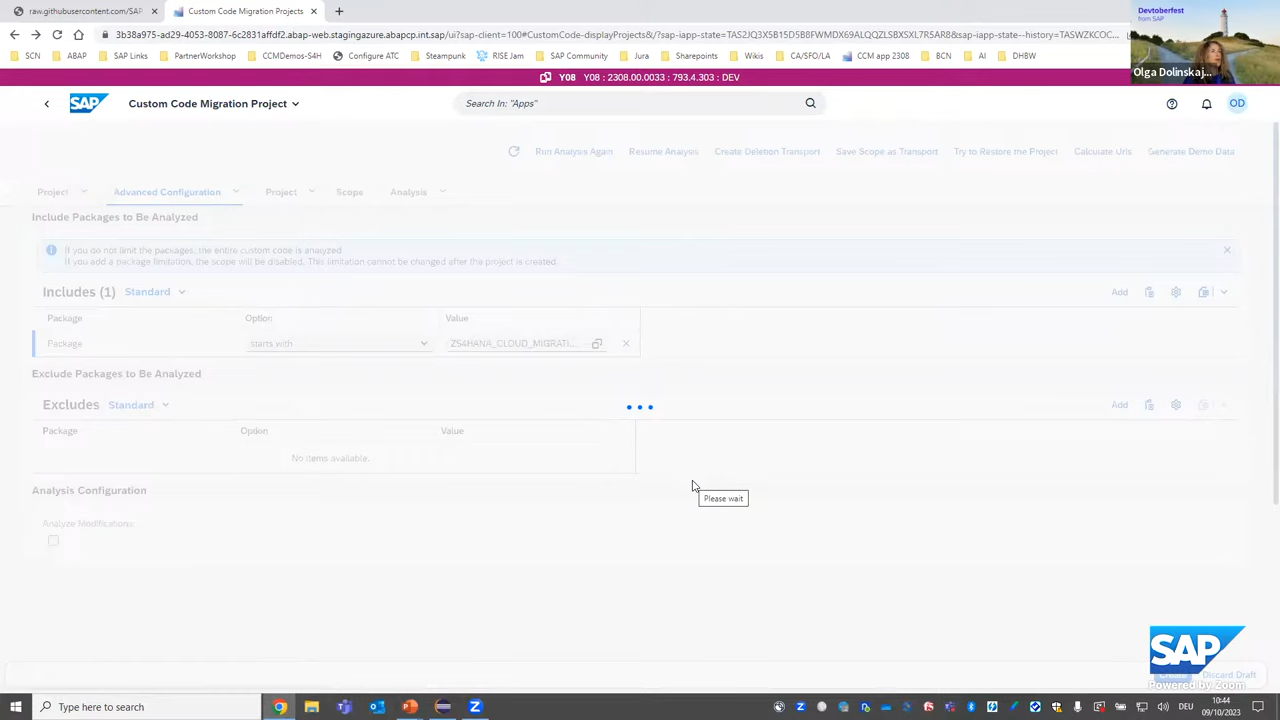 raw.githubusercontent.com/SAP
Custom Code Migration Projects
Devtoberfest
from SAP
3b38a975-ad29-4053-8087-6c2831affdf2.abap-web.stagingazure.abapcp.int.sap/ui?sap-client=100#CustomCode-displayProjects&/?sap-iapp-state=TAS2JQ3X5B15D5IFWMDX69ALQQZLSBXSXL7R5AR8&sap-iapp-state--history=TASWZKCOC...
SCN
ABAP
SAP Links
PartnerWorkshop
CCMDemos-S4H
Configure ATC
Steampunk
RISE Jam
SAP Community
Jura
Sharepoints
Wikis
CA/SFO/LA
CCM app 2308
BCN
AI
DHBW
Olga Dolinskaj...
Y08 Y08 : 2308.00.0033 : 793.4.303 : DEV
SAP
Custom Code Migration Project
Search In: "Apps"
OD
Run Analysis Again
Resume Analysis
Create Deletion Transport
Save Scope as Transport
Try to Restore the Project
Calculate Urls
Generate Demo Data
Project
Advanced Configuration
Project
Scope
Analysis
Include Packages to Be Analyzed
If you do not limit the packages, the entire custom code is analyzed
If you add a package limitation, the scope will be disabled. This limitation cannot be changed after the project is created.
Includes (1) Standard
Add
Package Option Value
Package starts with ZS4HANA_CLOUD_MIGRATI...
Exclude Packages to Be Analyzed
Excludes Standard
Add
Package Option Value
No items available.
Please wait
Analysis Configuration
Analyze Modifications:
SAP
Create
Discard Draft
Powered by Zoom
Type here to search
DEU
10:44
09/10/2023